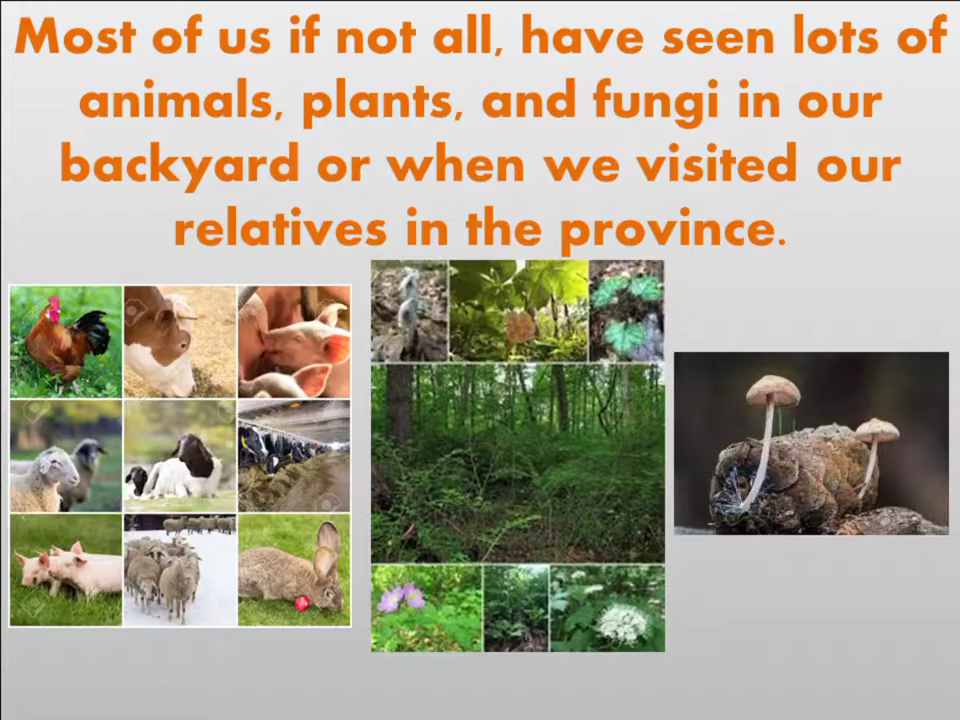 Most of us if not all, have seen lots of
animals, plants, and fungi in our
backyard or when we visited our
relatives in the province.